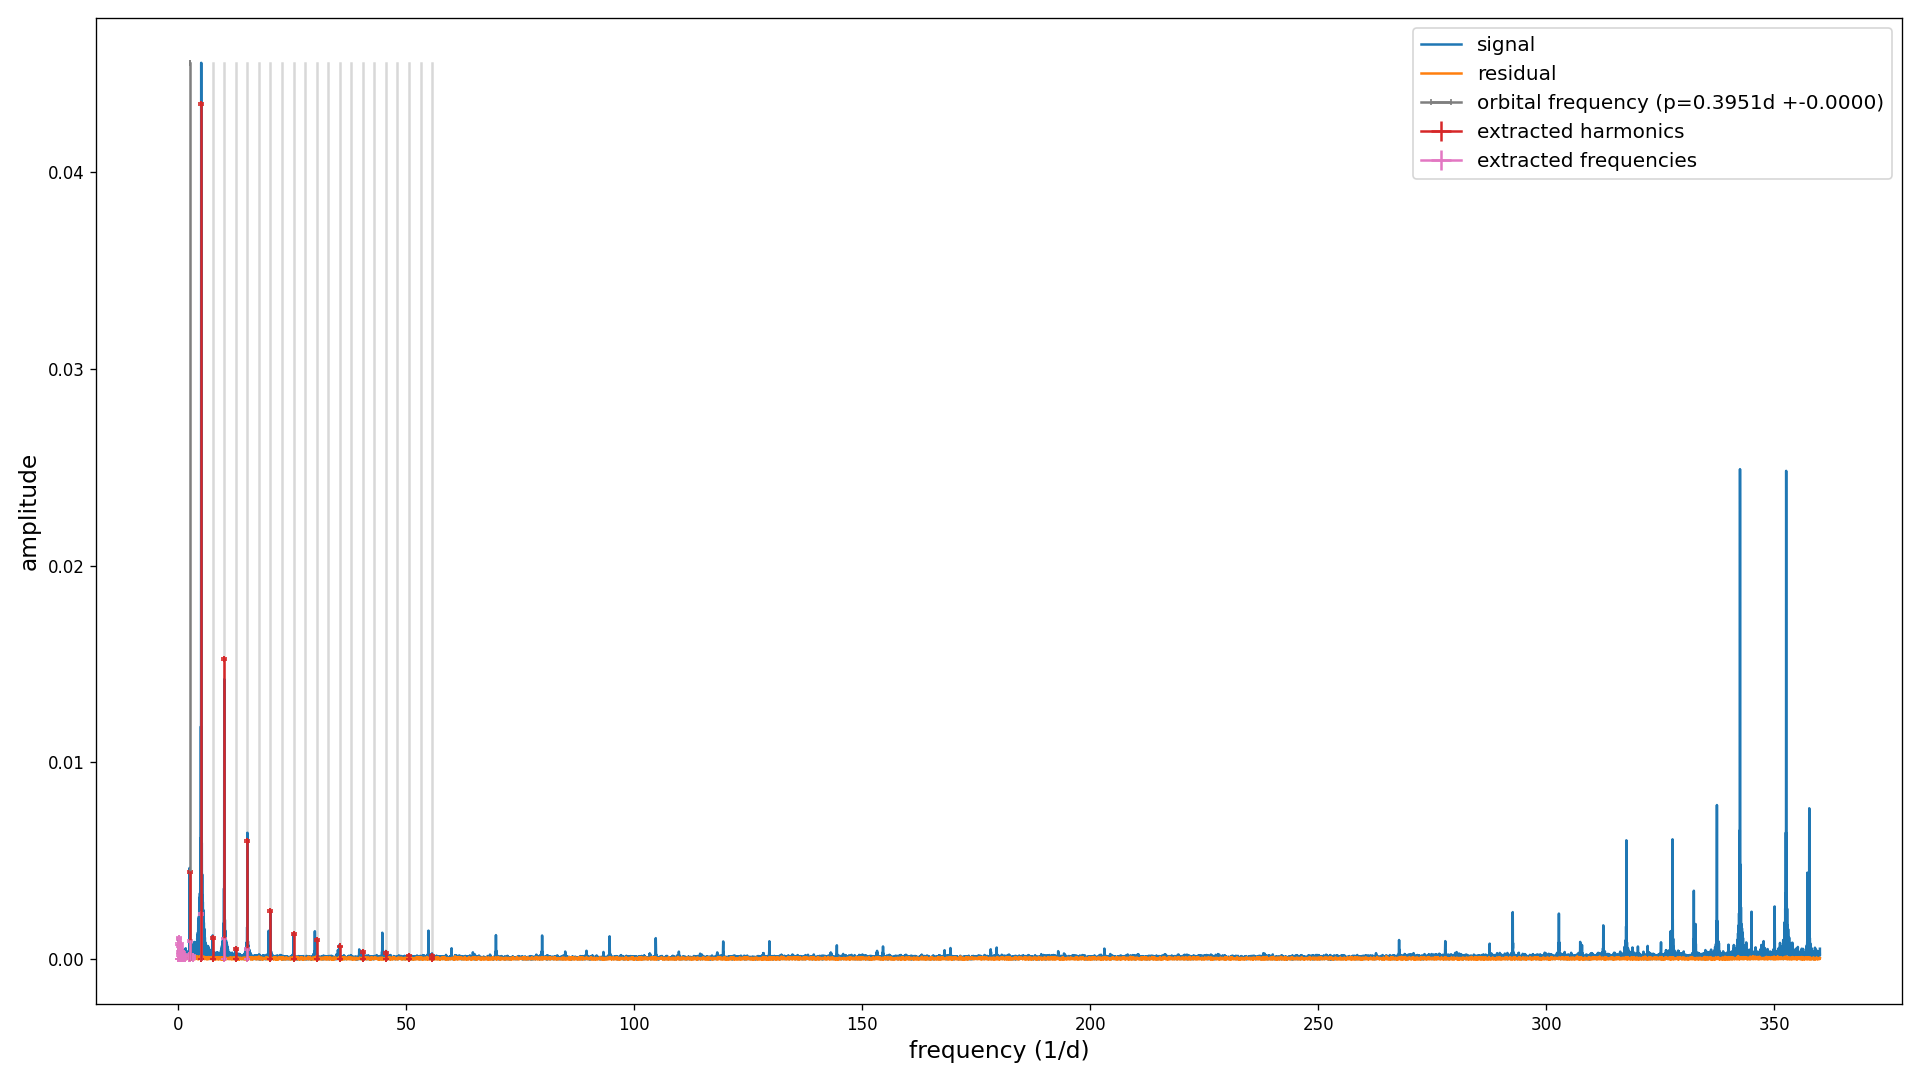 signal
residual
orbital frequency (p=0.3951d +-0.0000)
extracted harmonics
extracted frequencies
amplitude
0.04
0.03
0.02
0.01
0.00
0 50 100 150 200 250 300 350
frequency (1/d)